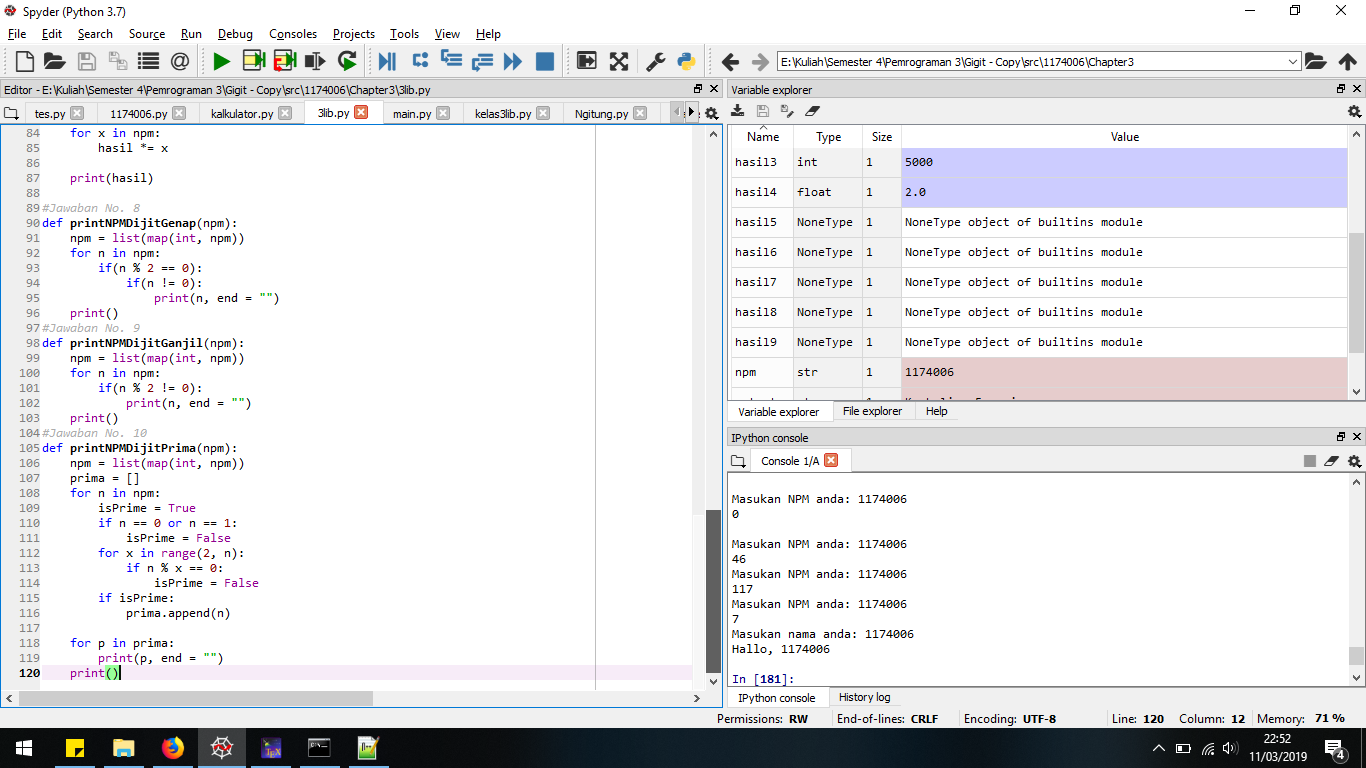 Spyder (Python 3.7)
File Edit Search Source Run Debug Consoles Projects Tools View Help
E:\Kuliah\Semester 4\Pemrograman 3\Gigit - Copy\src\1174006\Chapter3
Editor - E:\Kuliah\Semester 4\Pemrograman 3\Gigit - Copy\src\1174006\Chapter3\3lib.py
tes.py 1174006.py kalkulator.py 3lib.py main.py kelas3lib.py Ngitung.py
84     for x in npm:
85         hasil *= x
86
87     print(hasil)
88
89 #Jawaban No. 8
90 def printNPMDijitGenap(npm):
91     npm = list(map(int, npm))
92     for n in npm:
93         if(n % 2 == 0):
94             if(n != 0):
95                 print(n, end = "")
96     print()
97 #Jawaban No. 9
98 def printNPMDijitGanjil(npm):
99     npm = list(map(int, npm))
100     for n in npm:
101         if(n % 2 != 0):
102             print(n, end = "")
103     print()
104 #Jawaban No. 10
105 def printNPMDijitPrima(npm):
106     npm = list(map(int, npm))
107     prima = []
108     for n in npm:
109         isPrime = True
110         if n == 0 or n == 1:
111             isPrime = False
112         for x in range(2, n):
113             if n % x == 0:
114                 isPrime = False
115         if isPrime:
116             prima.append(n)
117
118     for p in prima:
119         print(p, end = "")
120     print()
Variable explorer
Name Type Size Value
hasil3 int 1 5000
hasil4 float 1 2.0
hasil5 NoneType 1 NoneType object of builtins module
hasil6 NoneType 1 NoneType object of builtins module
hasil7 NoneType 1 NoneType object of builtins module
hasil8 NoneType 1 NoneType object of builtins module
hasil9 NoneType 1 NoneType object of builtins module
npm str 1 1174006
Variable explorer File explorer Help
IPython console
Console 1/A
Masukan NPM anda: 1174006
0
Masukan NPM anda: 1174006
46
Masukan NPM anda: 1174006
117
Masukan NPM anda: 1174006
7
Masukan nama anda: 1174006
Hallo, 1174006
In [181]:
IPython console History log
Permissions: RW End-of-lines: CRLF Encoding: UTF-8 Line: 120 Column: 12 Memory: 71 %
22:52
11/03/2019
4